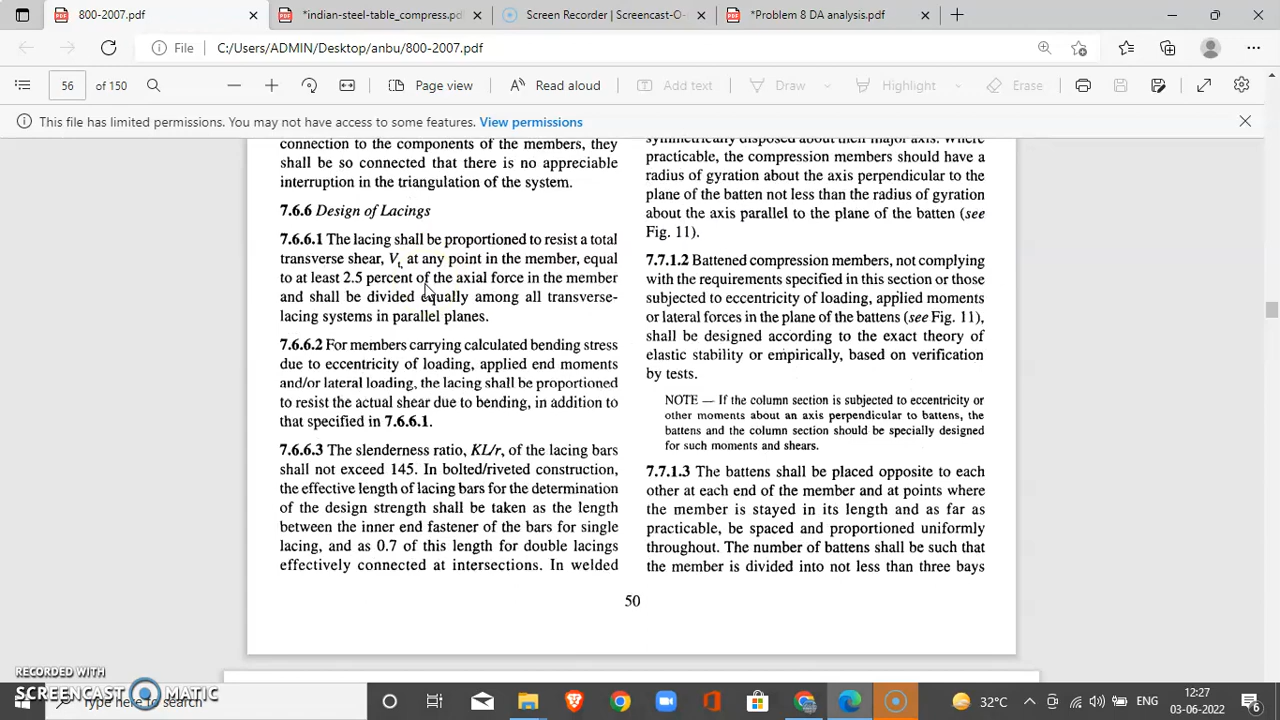 800-2007.pdf
*indian-steel-table_compress.pdf
Screen Recorder | Screencast-O-
*Problem 8 DA analysis.pdf
File
C:/Users/ADMIN/Desktop/anbu/800-2007.pdf
56
of 150
Page view
Read aloud
Add text
Draw
Highlight
Erase
This file has limited permissions. You may not have access to some features. View permissions
connection to the components of the members, they
shall be so connected that there is no appreciable
interruption in the triangulation of the system.
7.6.6 Design of Lacings
7.6.6.1 The lacing shall be proportioned to resist a total
transverse shear, Vt, at any point in the member, equal
to at least 2.5 percent of the axial force in the member
and shall be divided equally among all transverse-
lacing systems in parallel planes.
7.6.6.2 For members carrying calculated bending stress
due to eccentricity of loading, applied end moments
and/or lateral loading, the lacing shall be proportioned
to resist the actual shear due to bending, in addition to
that specified in 7.6.6.1.
7.6.6.3 The slenderness ratio, KL/r, of the lacing bars
shall not exceed 145. In bolted/riveted construction,
the effective length of lacing bars for the determination
of the design strength shall be taken as the length
between the inner end fastener of the bars for single
lacing, and as 0.7 of this length for double lacings
effectively connected at intersections. In welded
symmetrically disposed about their major axis. Where
practicable, the compression members should have a
radius of gyration about the axis perpendicular to the
plane of the batten not less than the radius of gyration
about the axis parallel to the plane of the batten (see
Fig. 11).
7.7.1.2 Battened compression members, not complying
with the requirements specified in this section or those
subjected to eccentricity of loading, applied moments
or lateral forces in the plane of the battens (see Fig. 11),
shall be designed according to the exact theory of
elastic stability or empirically, based on verification
by tests.
NOTE — If the column section is subjected to eccentricity or
other moments about an axis perpendicular to battens, the
battens and the column section should be specially designed
for such moments and shears.
7.7.1.3 The battens shall be placed opposite to each
other at each end of the member and at points where
the member is stayed in its length and as far as
practicable, be spaced and proportioned uniformly
throughout. The number of battens shall be such that
the member is divided into not less than three bays
50
RECORDED WITH
SCREENCAST MATIC
Type here to search
32°C
ENG
12:27
03-06-2022
6